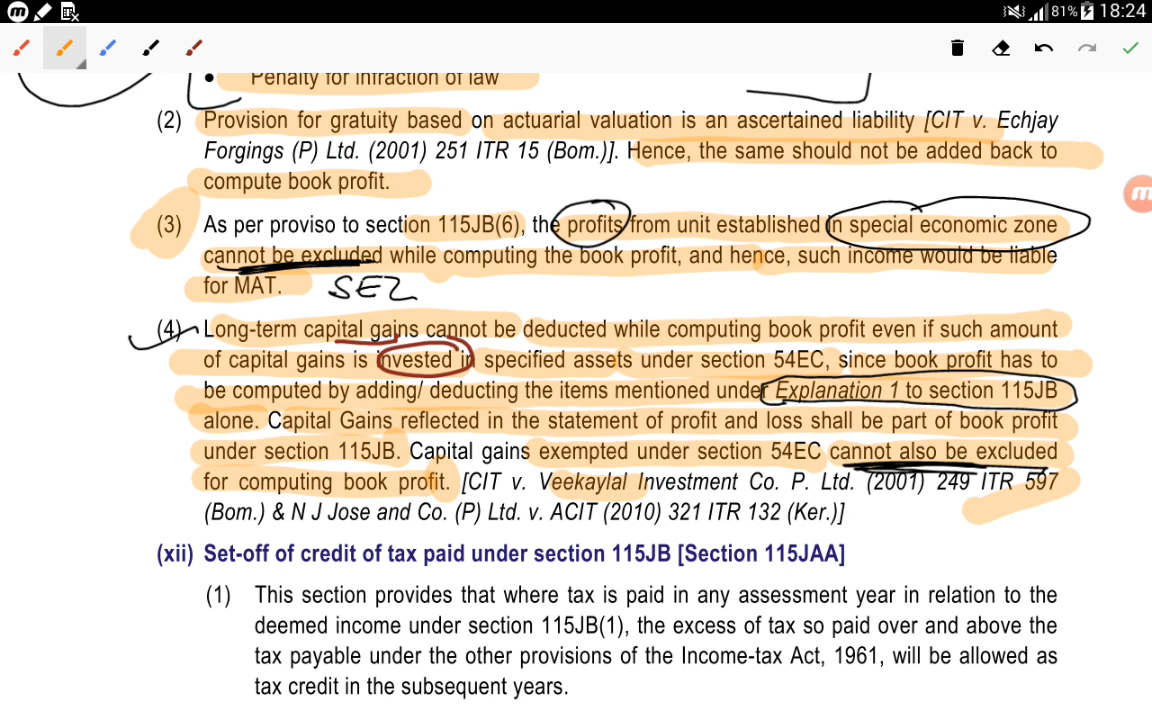 m 81% 18:24
• Penalty for infraction of law
(2) Provision for gratuity based on actuarial valuation is an ascertained liability [CIT v. Echjay
Forgings (P) Ltd. (2001) 251 ITR 15 (Bom.)]. Hence, the same should not be added back to
compute book profit.
m
(3) As per proviso to section 115JB(6), the profits from unit established in special economic zone
cannot be excluded while computing the book profit, and hence, such income would be liable
for MAT. SEZ
(4) Long-term capital gains cannot be deducted while computing book profit even if such amount
of capital gains is invested in specified assets under section 54EC, since book profit has to
be computed by adding/ deducting the items mentioned under Explanation 1 to section 115JB
alone. Capital Gains reflected in the statement of profit and loss shall be part of book profit
under section 115JB. Capital gains exempted under section 54EC cannot also be excluded
for computing book profit. [CIT v. Veekaylal Investment Co. P. Ltd. (2001) 249 ITR 597
(Bom.) & N J Jose and Co. (P) Ltd. v. ACIT (2010) 321 ITR 132 (Ker.)]
(xii) Set-off of credit of tax paid under section 115JB [Section 115JAA]
(1) This section provides that where tax is paid in any assessment year in relation to the
deemed income under section 115JB(1), the excess of tax so paid over and above the
tax payable under the other provisions of the Income-tax Act, 1961, will be allowed as
tax credit in the subsequent years.